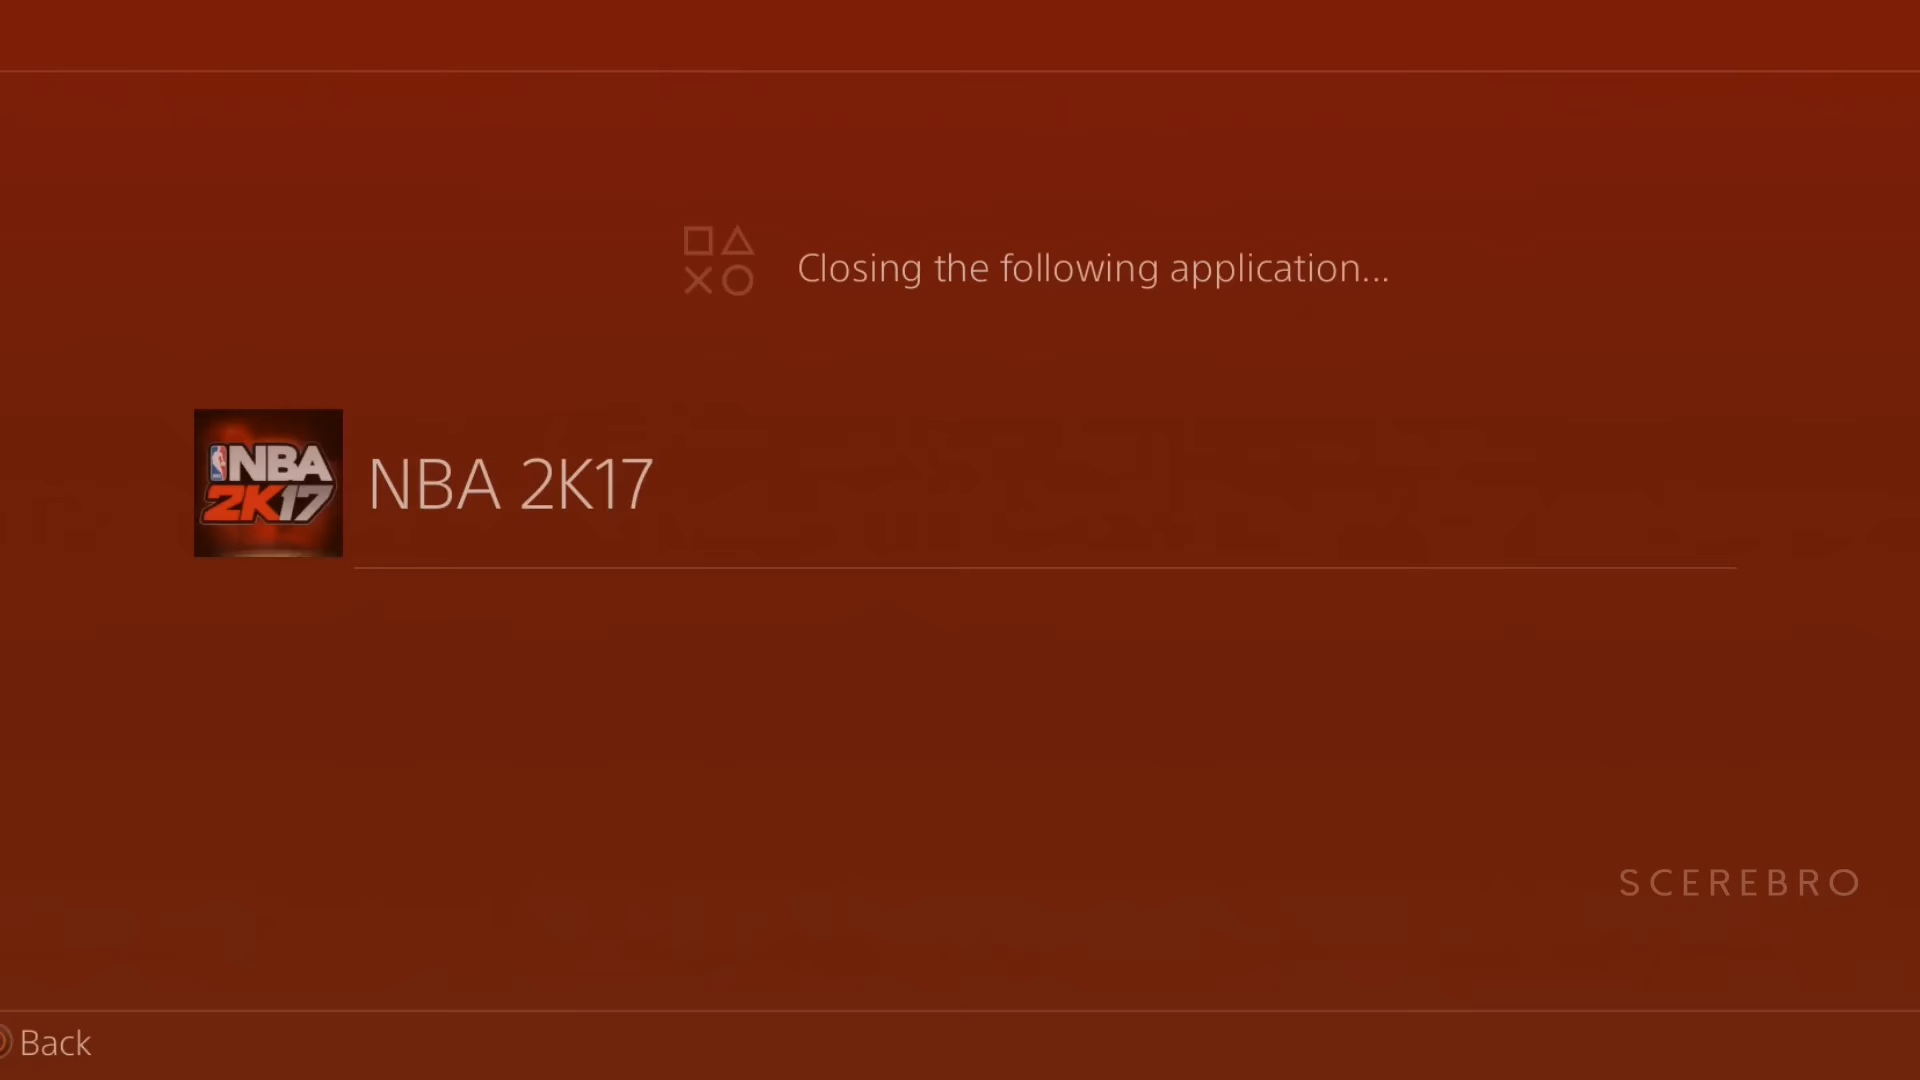 Closing the following application...
NBA
2K17
NBA 2K17
SCEREBRO
Back